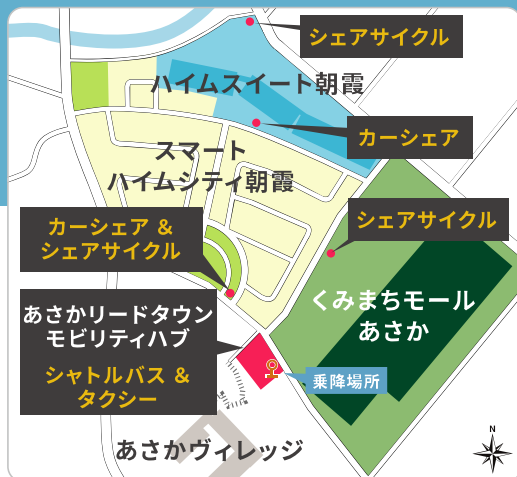 シェアサイクル
ハイムスイート朝霞
カーシェア
スマート
ハイムシティ朝霞
カーシェア &
シェアサイクル
シェアサイクル
くみまちモール
あさか
あさかリードタウン
モビリティハブ
シャトルバス &
タクシー
乗降場所
あさかヴィレッジ
N